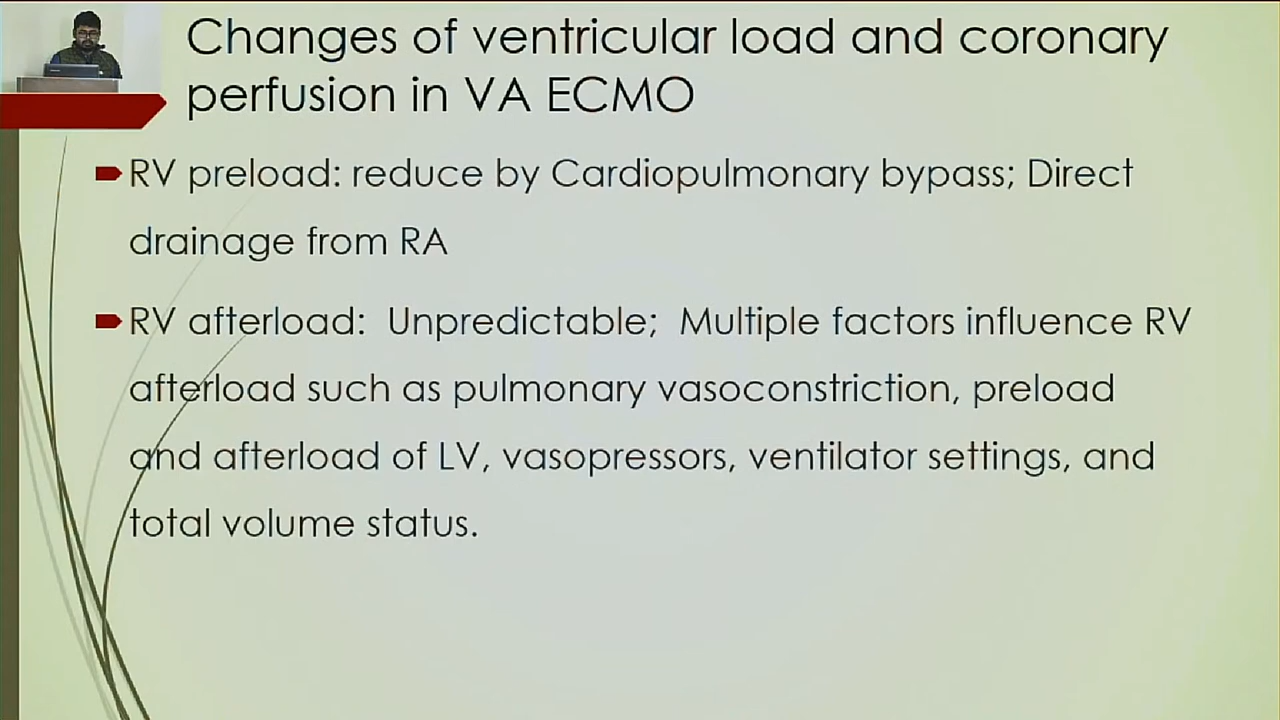 Changes of ventricular load and coronary
perfusion in VA ECMO
RV preload: reduce by Cardiopulmonary bypass; Direct
drainage from RA
RV afterload: Unpredictable; Multiple factors influence RV
afterload such as pulmonary vasoconstriction, preload
and afterload of LV, vasopressors, ventilator settings, and
total volume status.